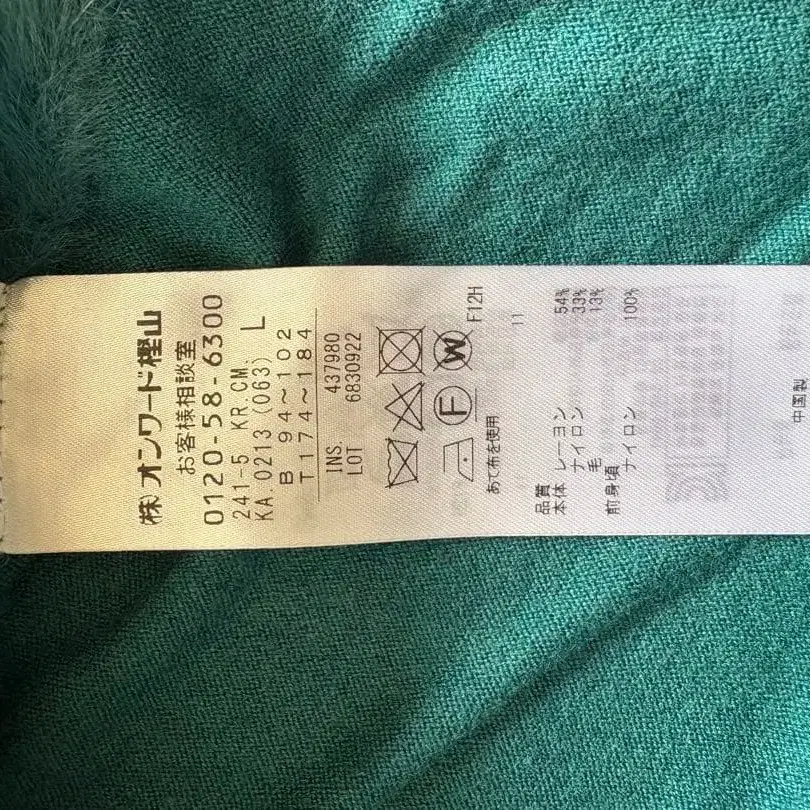 (株)オンワード樫山
お客様相談室
0120-58-6300
241-5 KR.CM.
KA 0213 (063) L
B 94〜102
T174〜184
INS. 437980
LOT 6830922
W
F
F12H
あて布を使用
11
品質
本体 レーヨン 54%
ナイロン 33%
毛 13%
前身頃 ナイロン 100%
中国製